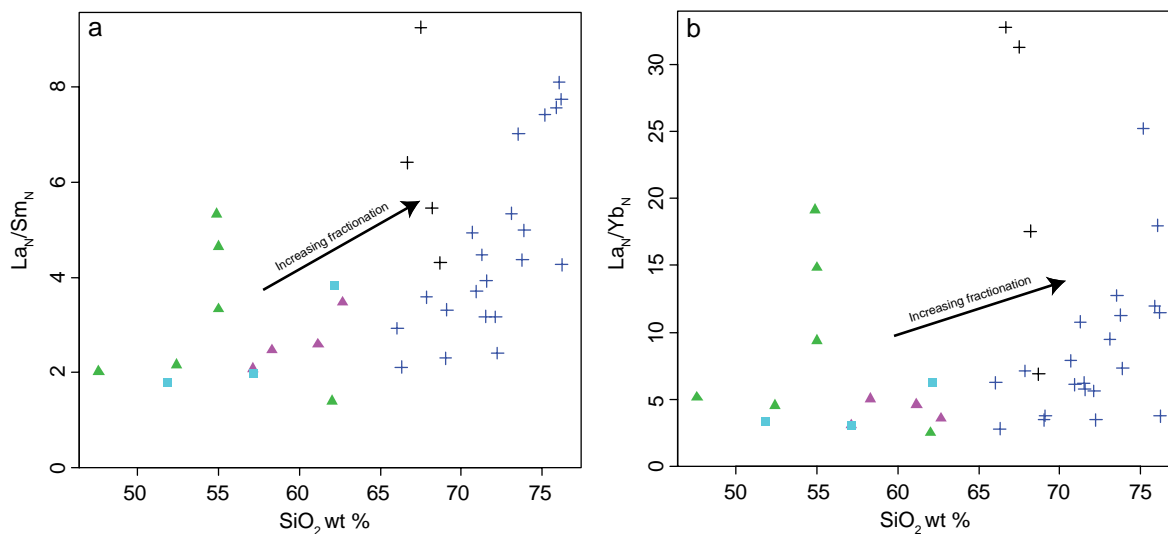 a
8
6
4
2
0
La_N/Sm_N
Increasing fractionation
50 55 60 65 70 75
SiO₂ wt %
b
30
25
20
15
10
5
0
La_N/Yb_N
Increasing fractionation
50 55 60 65 70 75
SiO₂ wt %